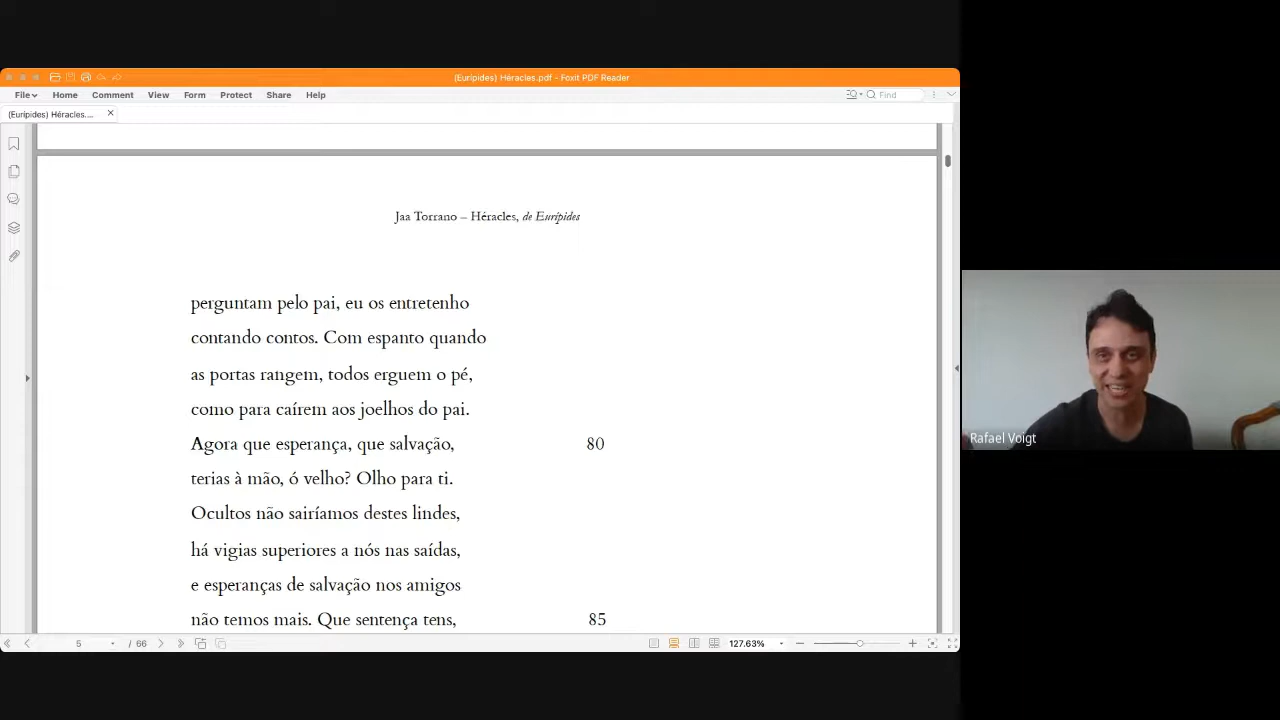 (Eurípides) Héracles.pdf - Foxit PDF Reader
File Home Comment View Form Protect Share Help
Find
(Eurípides) Héracles....
Jaa Torrano – Héracles, de Eurípides
perguntam pelo pai, eu os entretenho
contando contos. Com espanto quando
as portas rangem, todos erguem o pé,
como para caírem aos joelhos do pai.
Agora que esperança, que salvação, 80
terias à mão, ó velho? Olho para ti.
Ocultos não sairíamos destes lindes,
há vigias superiores a nós nas saídas,
e esperanças de salvação nos amigos
não temos mais. Que sentença tens, 85
5 / 66
127.63%
Rafael Voigt